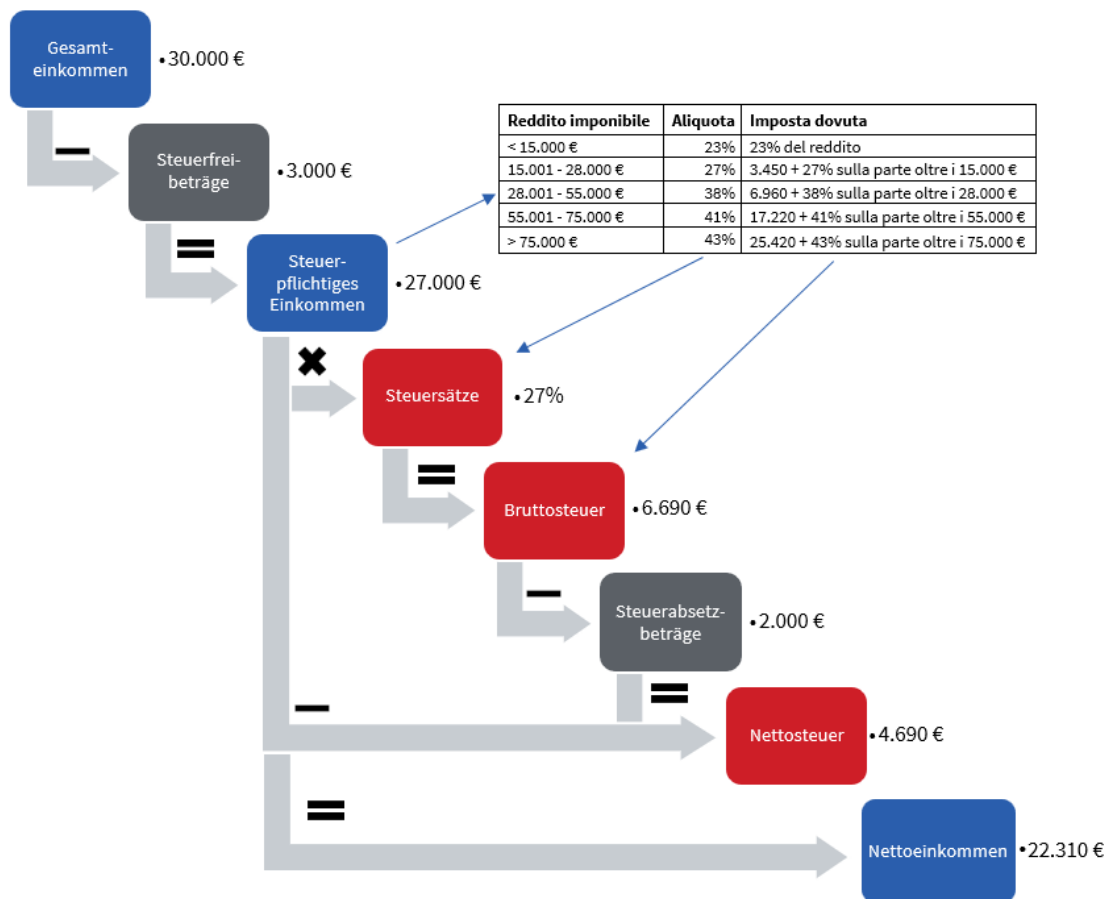 Gesamt-
einkommen
•30.000 €
Steuerfrei-
beträge
•3.000 €
Reddito imponibile Aliquota Imposta dovuta
< 15.000 € 23% 23% del reddito
15.001 - 28.000 € 27% 3.450 + 27% sulla parte oltre i 15.000 €
28.001 - 55.000 € 38% 6.960 + 38% sulla parte oltre i 28.000 €
55.001 - 75.000 € 41% 17.220 + 41% sulla parte oltre i 55.000 €
> 75.000 € 43% 25.420 + 43% sulla parte oltre i 75.000 €
Steuer-
pflichtiges
Einkommen
•27.000 €
Steuersätze
•27%
Bruttosteuer
•6.690 €
Steuerabsetz-
beträge
•2.000 €
Nettosteuer
•4.690 €
Nettoeinkommen
•22.310 €